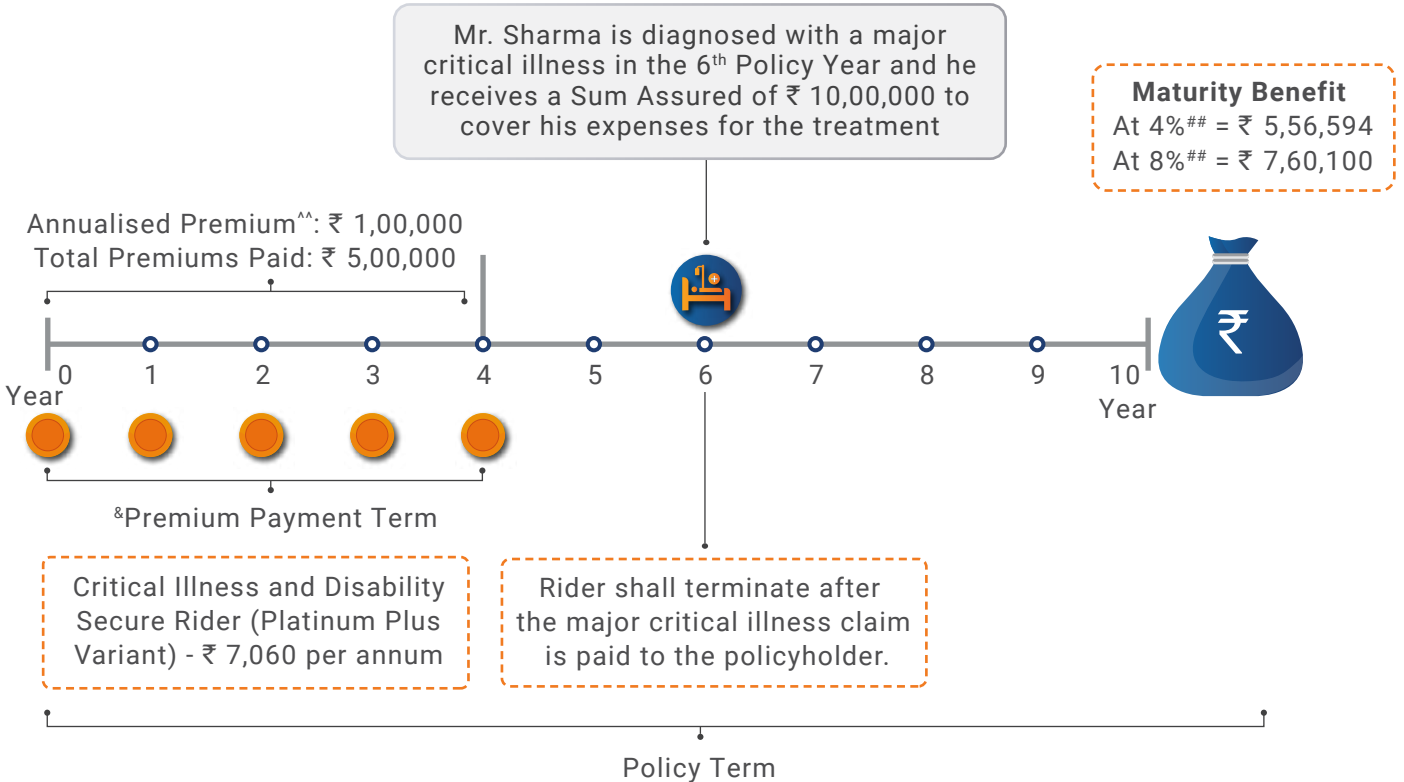 Mr. Sharma is diagnosed with a major
critical illness in the 6th Policy Year and he
receives a Sum Assured of ₹ 10,00,000 to
cover his expenses for the treatment
Maturity Benefit
At 4%## = ₹ 5,56,594
At 8%## = ₹ 7,60,100
Annualised Premium^^: ₹ 1,00,000
Total Premiums Paid: ₹ 5,00,000
₹
0 1 2 3 4 5 6 7 8 9 10
Year
Year
&Premium Payment Term
Critical Illness and Disability
Secure Rider (Platinum Plus
Variant) - ₹ 7,060 per annum
Rider shall terminate after
the major critical illness claim
is paid to the policyholder.
Policy Term